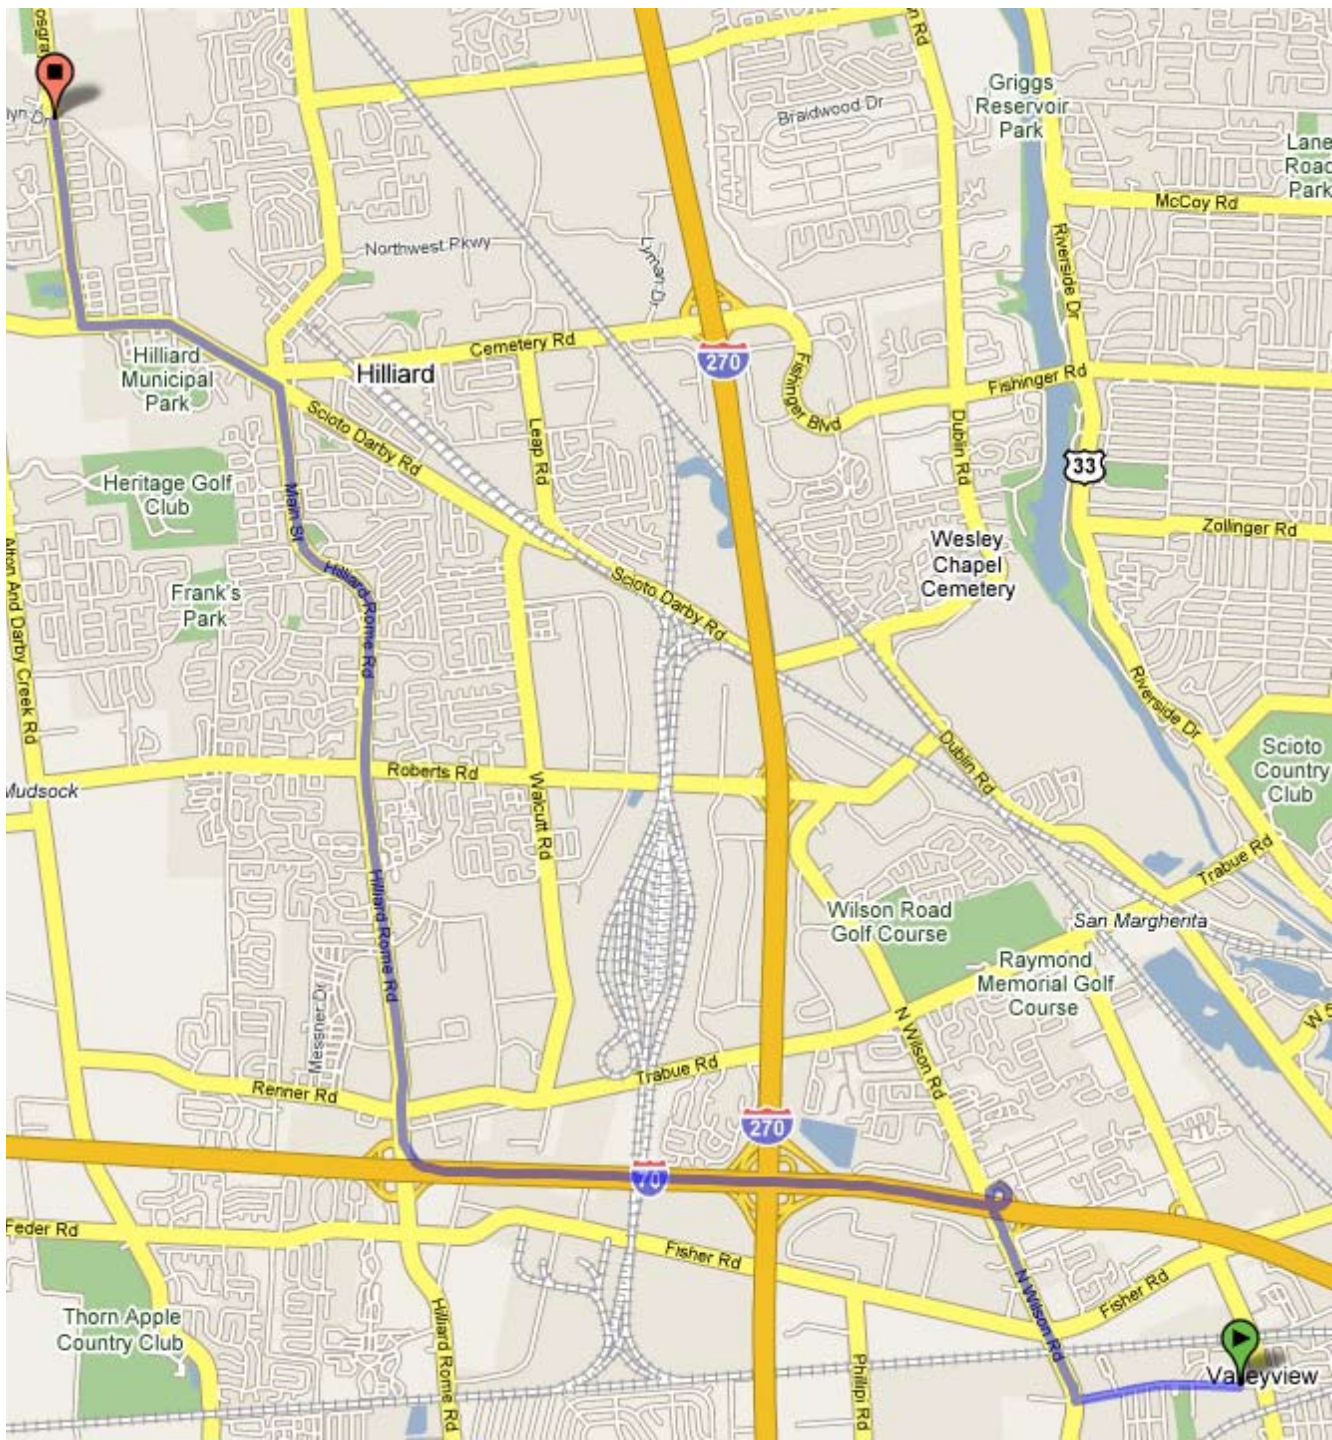 Griggs
Reservoir
Park
Braidwood Dr
Lane
Road
Park
McCoy Rd
Riverside Dr
Northwest Pkwy
Lyman Dr
Cemetery Rd
270
Hilliard
Municipal
Park
Hilliard
Fishinger Blvd
Fishinger Rd
Scioto Darby Rd
Leap Rd
Dublin Rd
33
Heritage Golf
Club
Main St
Zollinger Rd
Wesley
Chapel
Cemetery
Alton And Darby Creek Rd
Frank's
Park
Hilliard Rome Rd
Scioto Darby Rd
Riverside Dr
Dublin Rd
Scioto
Country
Club
Roberts Rd
Mudsock
Walcutt Rd
Trabue Rd
Hilliard Rome Rd
Wilson Road
Golf Course
San Margherita
Raymond
Memorial Golf
Course
Messner Dr
N Wilson Rd
Trabue Rd
Renner Rd
270
70
Feder Rd
Fisher Rd
N Wilson Rd
Fisher Rd
Thorn Apple
Country Club
Hilliard Rome Rd
Phillipi Rd
Valleyview